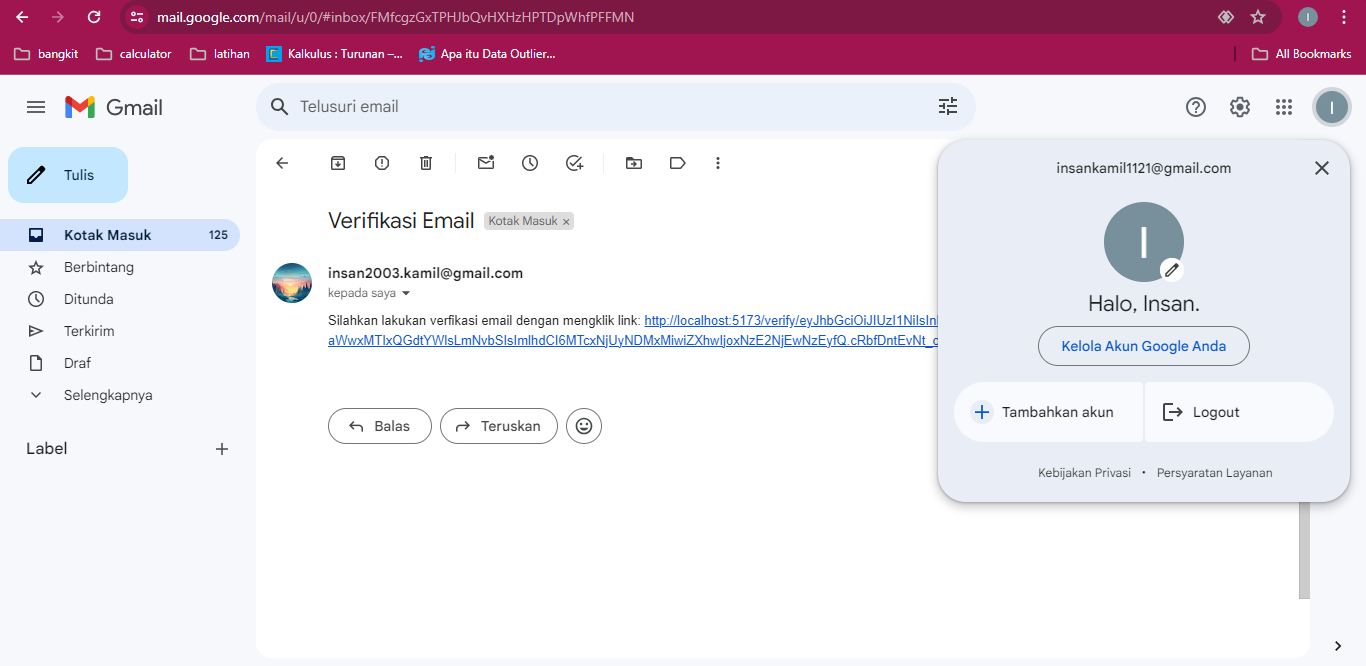 mail.google.com/mail/u/0/#inbox/FMfcgzGxTPHJbQvHXHzHPTDpWhfPFFMN
I
bangkit
calculator
latihan
Kalkulus : Turunan –...
Apa itu Data Outlier...
All Bookmarks
Gmail
Telusuri email
I
Tulis
Kotak Masuk 125
Berbintang
Ditunda
Terkirim
Draf
Selengkapnya
Label
Verifikasi Email Kotak Masuk ×
insan2003.kamil@gmail.com
kepada saya
Silahkan lakukan verfikasi email dengan mengklik link: http://localhost:5173/verify/eyJhbGciOiJIUzI1NiIsInI
aWwxMTIxQGdtYWlsLmNvbSIsImlhdCI6MTcxNjUyNDMxMiwiZXhwIjoxNzE2NjEwNzEyfQ.cRbfDntEvNt_c
Balas
Teruskan
insankamil1121@gmail.com
I
Halo, Insan.
Kelola Akun Google Anda
Tambahkan akun
Logout
Kebijakan Privasi • Persyaratan Layanan